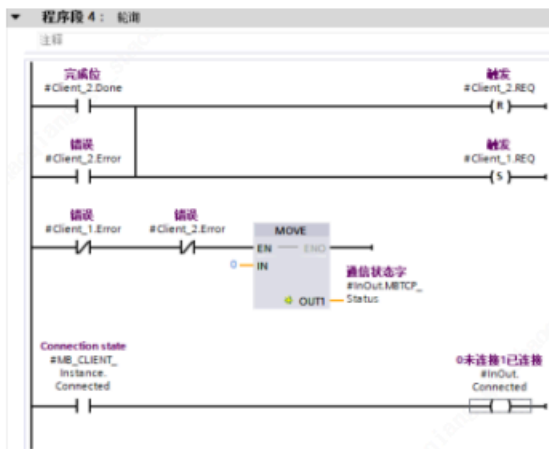 程序段 4： 轮询
注释
完成位
#Client_2.Done
触发
#Client_2.REQ
R
错误
#Client_2.Error
触发
#Client_1.REQ
S
错误
#Client_1.Error
错误
#Client_2.Error
MOVE
EN
ENO
0
IN
OUT1
通信状态字
#InOut.MBTCP_
Status
Connection state
#MB_CLIENT_
Instance.
Connected
0未连接1已连接
#InOut.
Connected